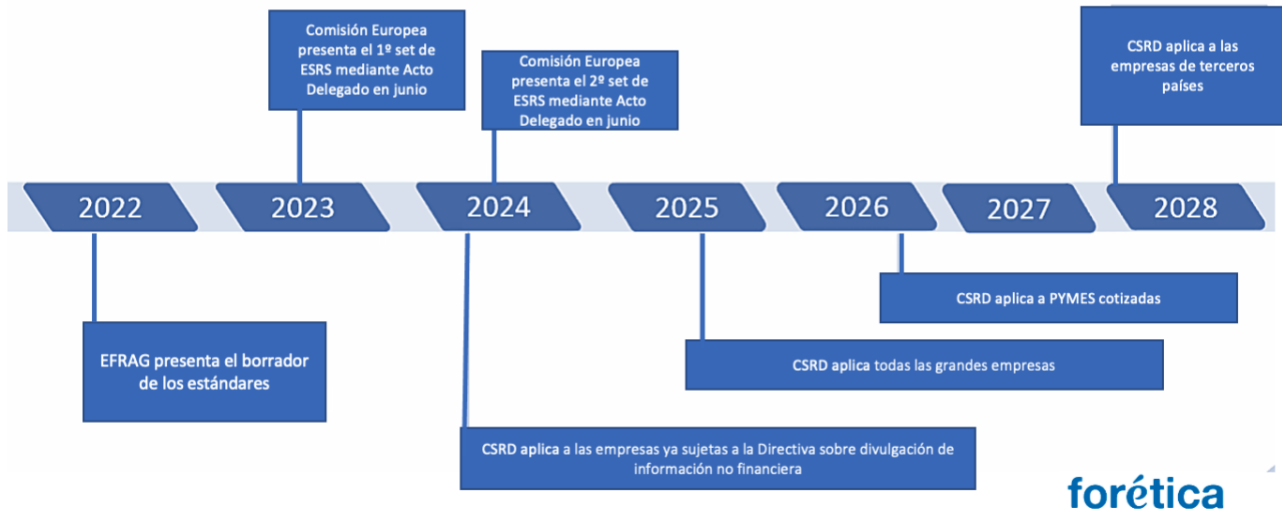 Comisión Europea
presenta el 1º set de
ESRS mediante Acto
Delegado en junio
Comisión Europea
presenta el 2º set de
ESRS mediante Acto
Delegado en junio
CSRD aplica a las
empresas de terceros
países
2022
2023
2024
2025
2026
2027
2028
CSRD aplica a PYMES cotizadas
EFRAG presenta el borrador
de los estándares
CSRD aplica todas las grandes empresas
CSRD aplica a las empresas ya sujetas a la Directiva sobre divulgación de
información no financiera
forética